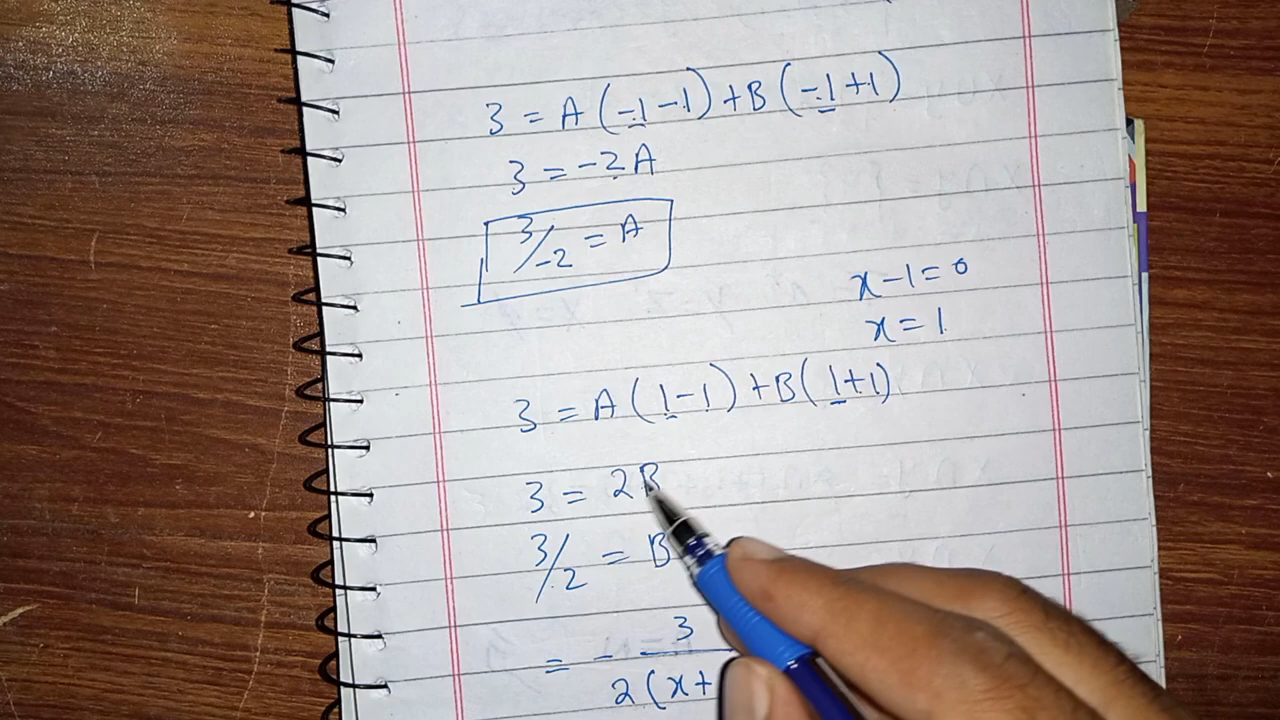 3 = A(-1-1)+B(-1+1)
3 = -2A
3/-2 = A
x-1=0
x=1
3 = A(1-1)+B(1+1)
3 = 2B
3/2 = B
= - 3
2(x+